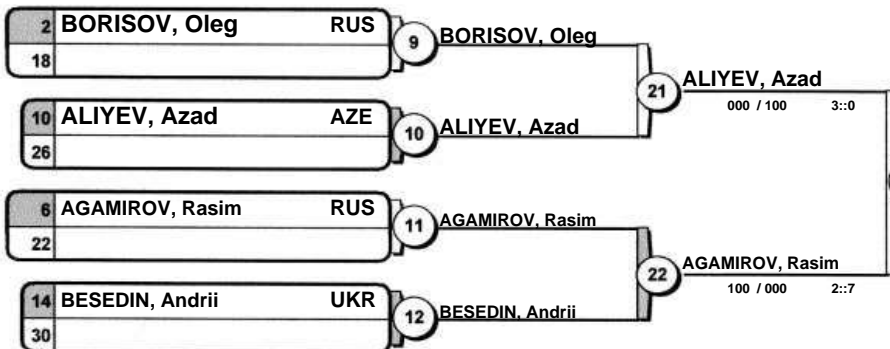 2 BORISOV, Oleg RUS
18
9 BORISOV, Oleg
10 ALIYEV, Azad AZE
26
10 ALIYEV, Azad
21 ALIYEV, Azad
000 / 100 3::0
6 AGAMIROV, Rasim RUS
22
11 AGAMIROV, Rasim
14 BESEDIN, Andrii UKR
30
12 BESEDIN, Andrii
22 AGAMIROV, Rasim
100 / 000 2::7